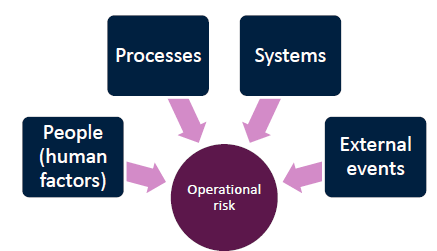 Processes
Systems
People
(human
factors)
External
events
Operational
risk